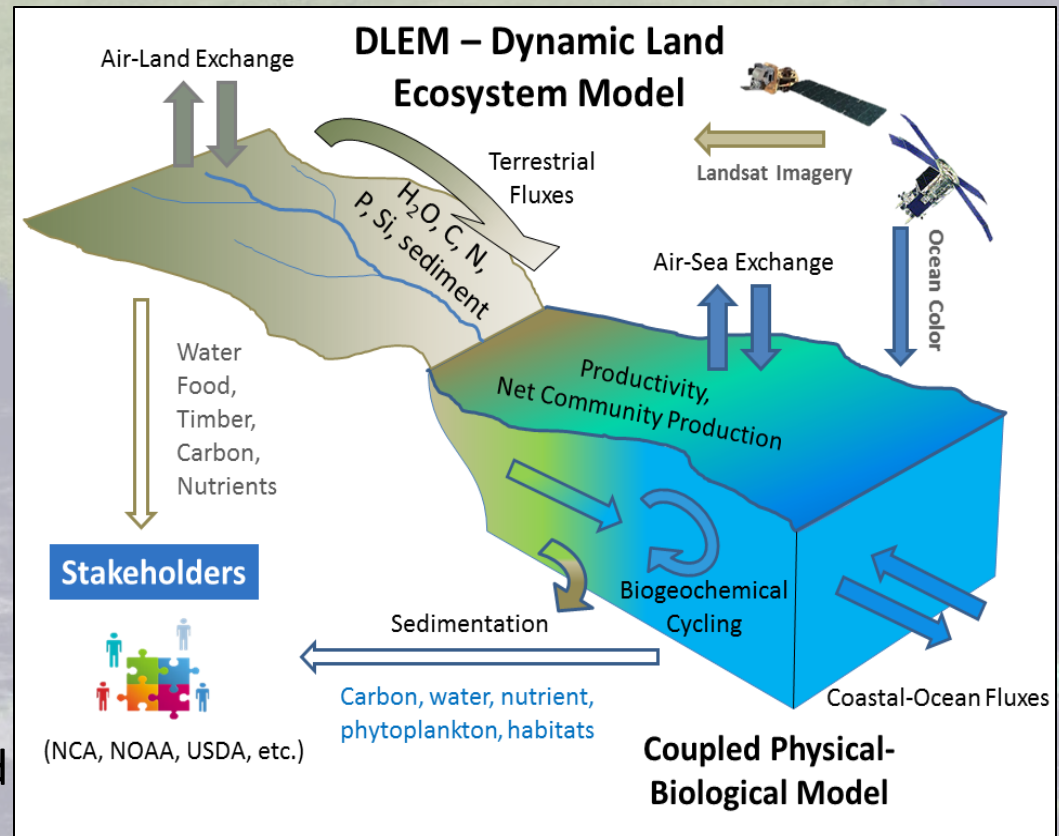 DLEM – Dynamic Land
Ecosystem Model
Air-Land Exchange
Terrestrial
Fluxes
Landsat Imagery
H₂O, C, N,
P, Si, sediment
Ocean Color
Air-Sea Exchange
Water
Food,
Timber,
Carbon,
Nutrients
Productivity,
Net Community Production
Stakeholders
Biogeochemical
Cycling
Sedimentation
Carbon, water, nutrient,
phytoplankton, habitats
Coastal-Ocean Fluxes
(NCA, NOAA, USDA, etc.)
Coupled Physical-
Biological Model